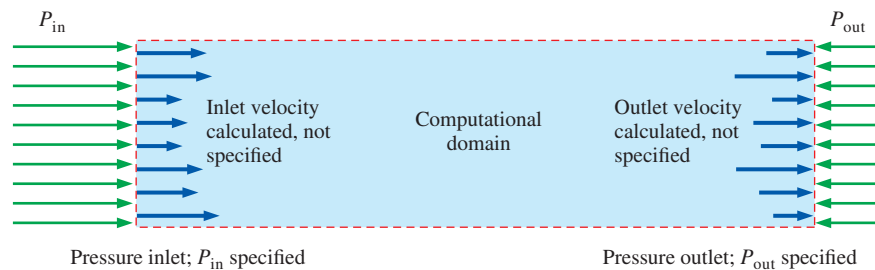 P_in
P_out
Inlet velocity
calculated, not
specified
Computational
domain
Outlet velocity
calculated, not
specified
Pressure inlet; P_in specified
Pressure outlet; P_out specified